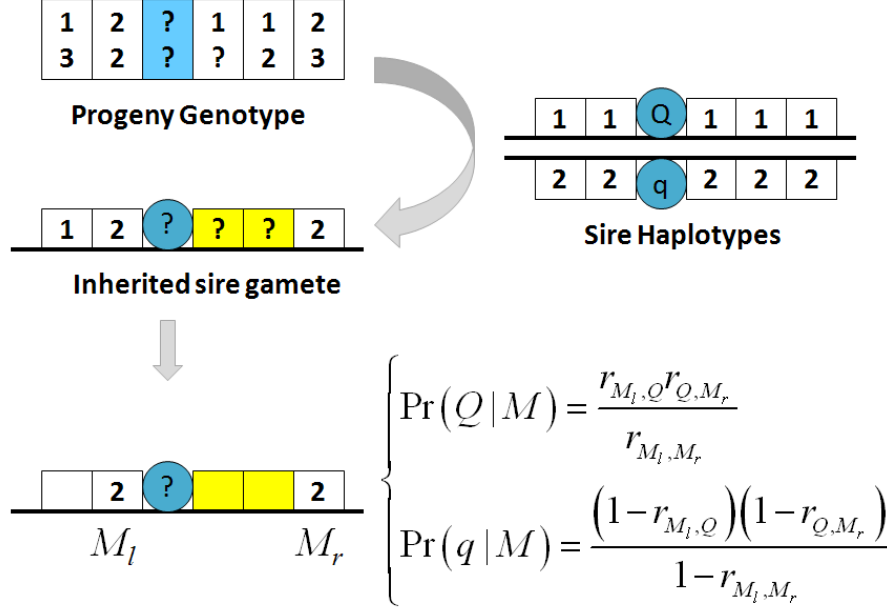 1 2 ? 1 1 2
3 2 ? ? 2 3
Progeny Genotype
1 1 Q 1 1 1
2 2 q 2 2 2
Sire Haplotypes
1 2 ? ? ? 2
Inherited sire gamete
2 ? 2
M_l M_r
Pr(Q|M) = \frac{r_{M_l,Q} r_{Q,M_r}}{r_{M_l,M_r}}
Pr(q|M) = \frac{(1-r_{M_l,Q})(1-r_{Q,M_r})}{1-r_{M_l,M_r}}